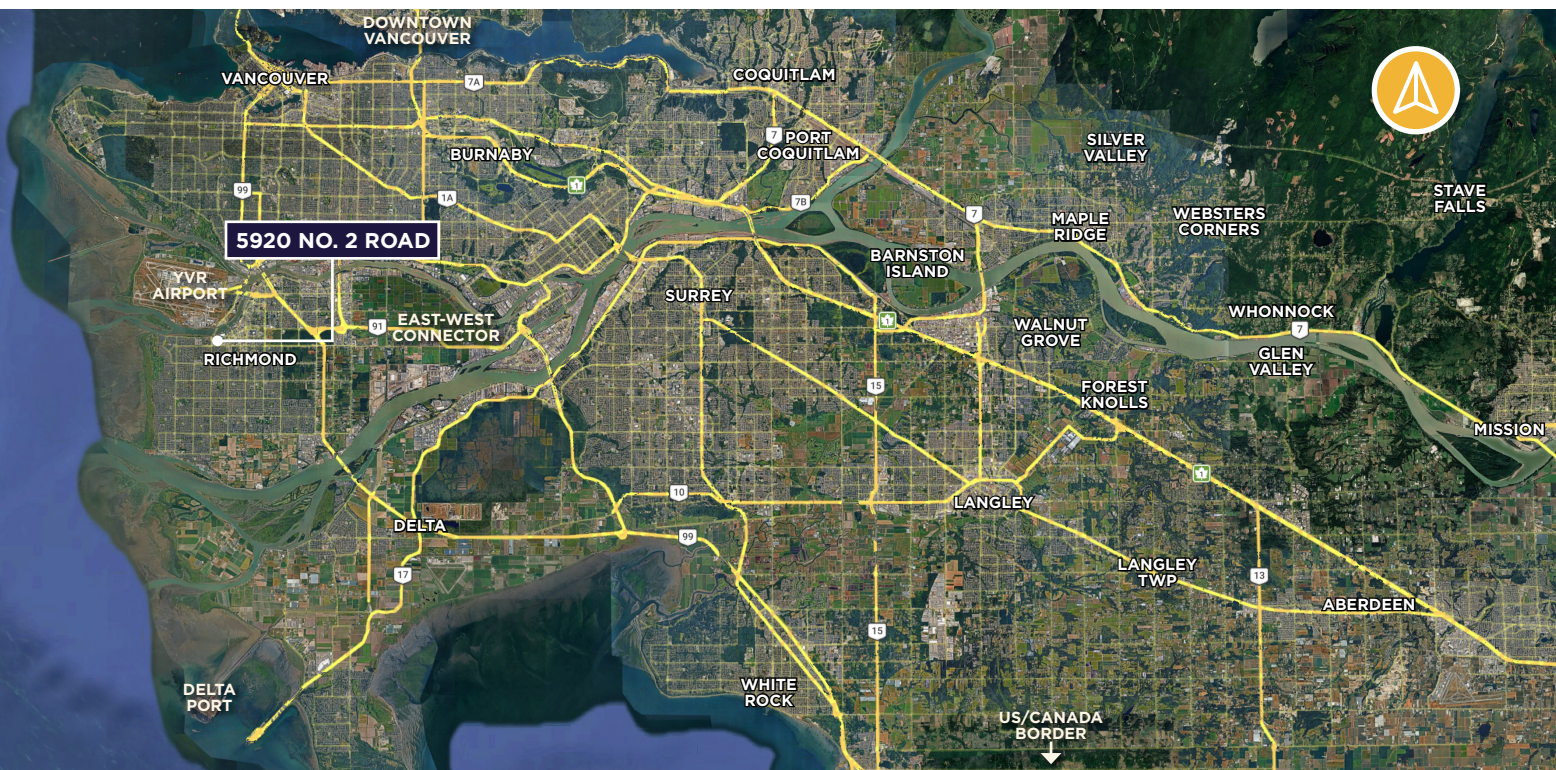 DOWNTOWN
VANCOUVER
VANCOUVER
7A
COQUITLAM
7
PORT
COQUITLAM
BURNABY
1
SILVER
VALLEY
99
1A
7B
STAVE
FALLS
7
MAPLE
RIDGE
WEBSTERS
CORNERS
5920 NO. 2 ROAD
BARNSTON
ISLAND
YVR
AIRPORT
SURREY
EAST-WEST
CONNECTOR
91
1
WALNUT
GROVE
WHONNOCK
7
GLEN
VALLEY
RICHMOND
15
FOREST
KNOLLS
MISSION
1
10
LANGLEY
DELTA
99
17
LANGLEY
TWP
13
ABERDEEN
15
DELTA
PORT
WHITE
ROCK
US/CANADA
BORDER